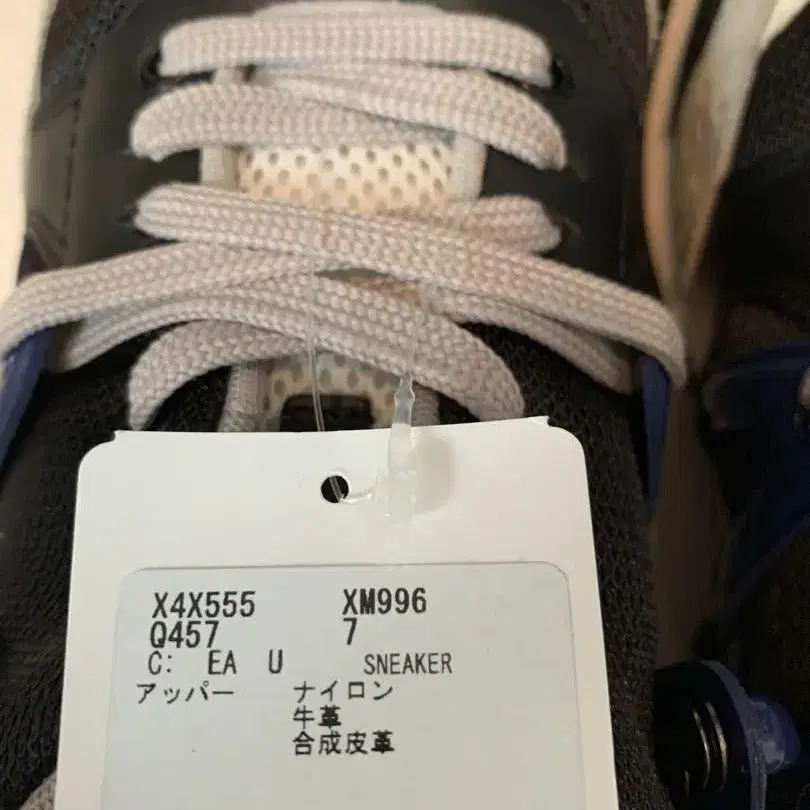 X4X555 XM996
Q457 7
C: EA U SNEAKER
アッパー ナイロン
牛革
合成皮革